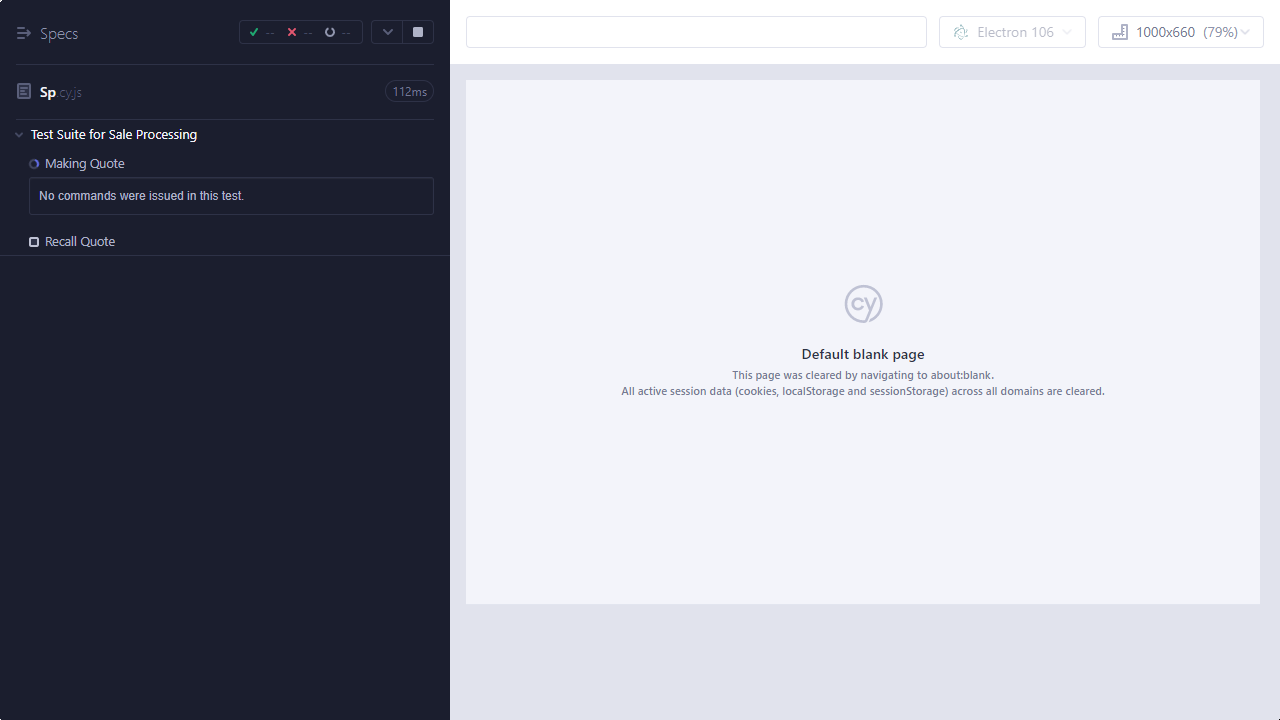 Specs
-- -- --
Electron 106
1000x660 (79%)
Sp.cy.js
112ms
Test Suite for Sale Processing
Making Quote
No commands were issued in this test.
Recall Quote
cy
Default blank page
This page was cleared by navigating to about:blank.
All active session data (cookies, localStorage and sessionStorage) across all domains are cleared.